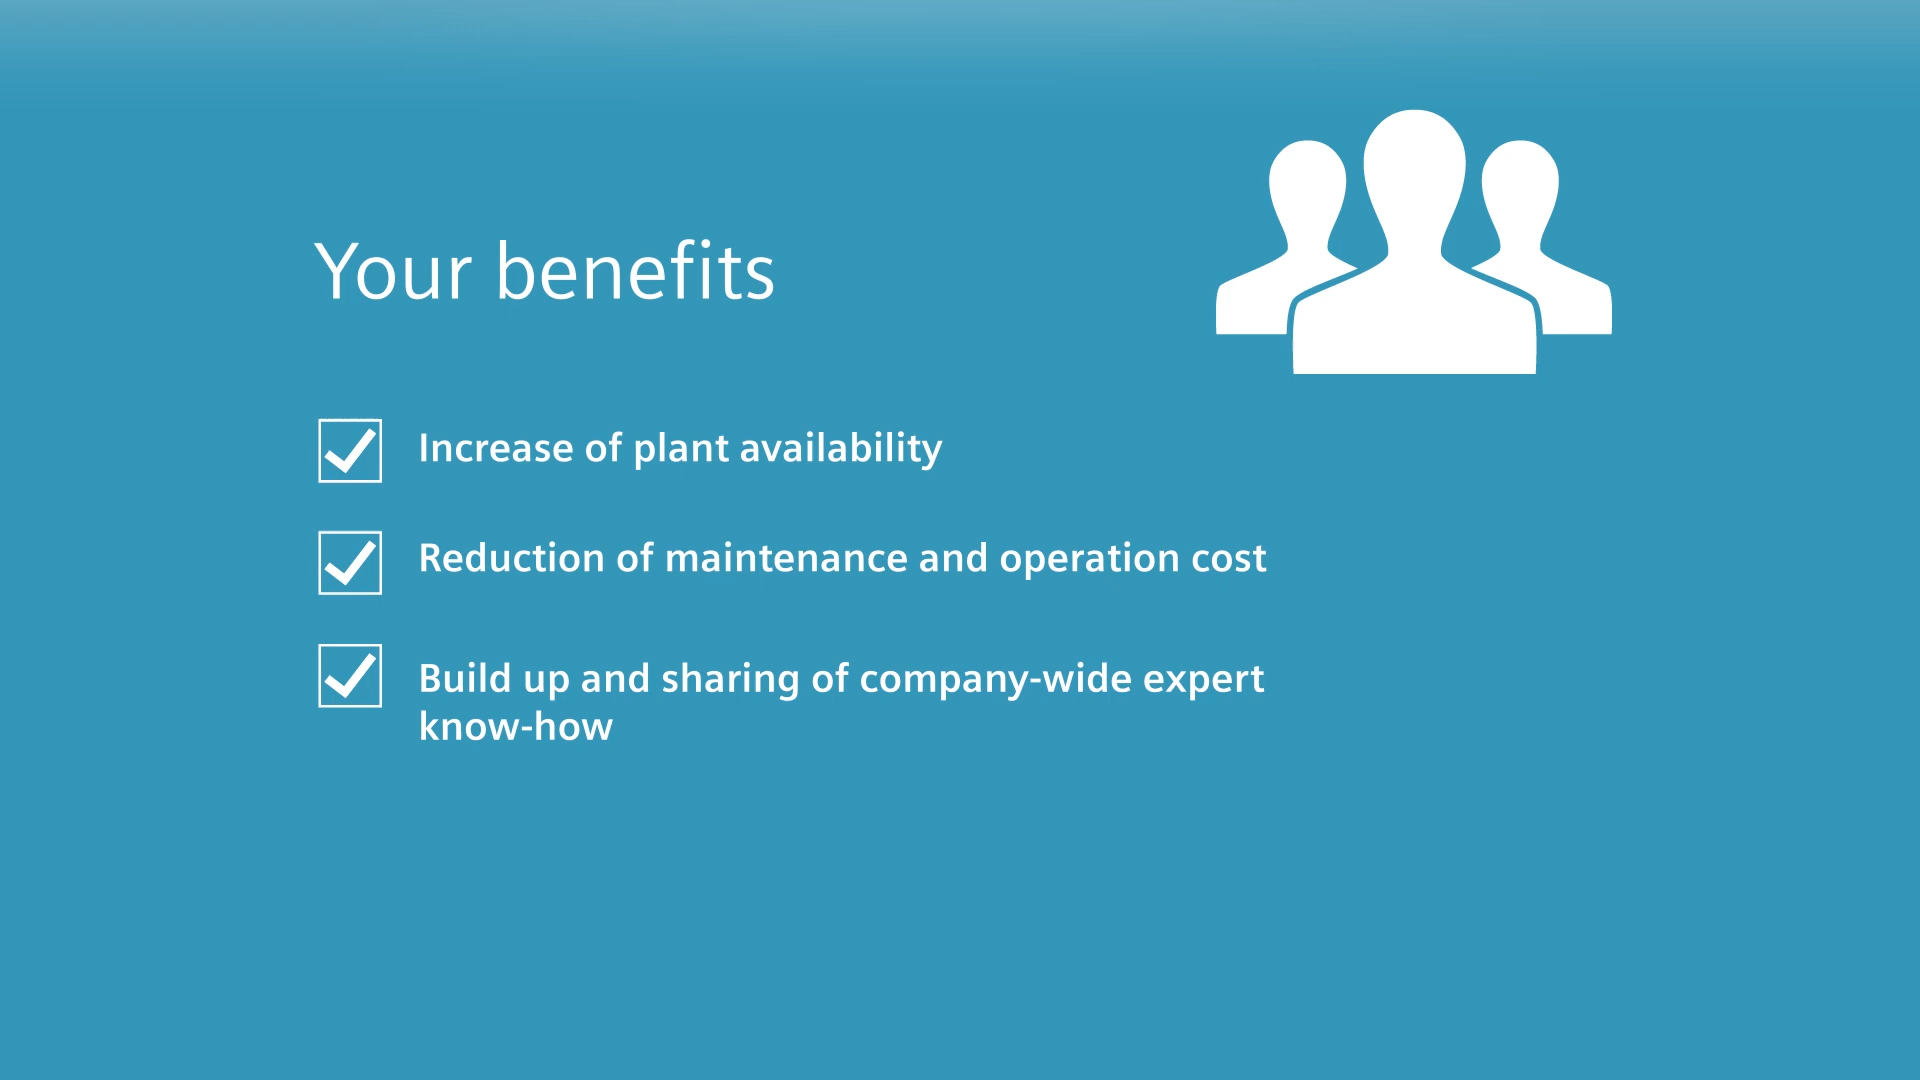 Your benefits
Increase of plant availability
Reduction of maintenance and operation cost
Build up and sharing of company-wide expert
know-how